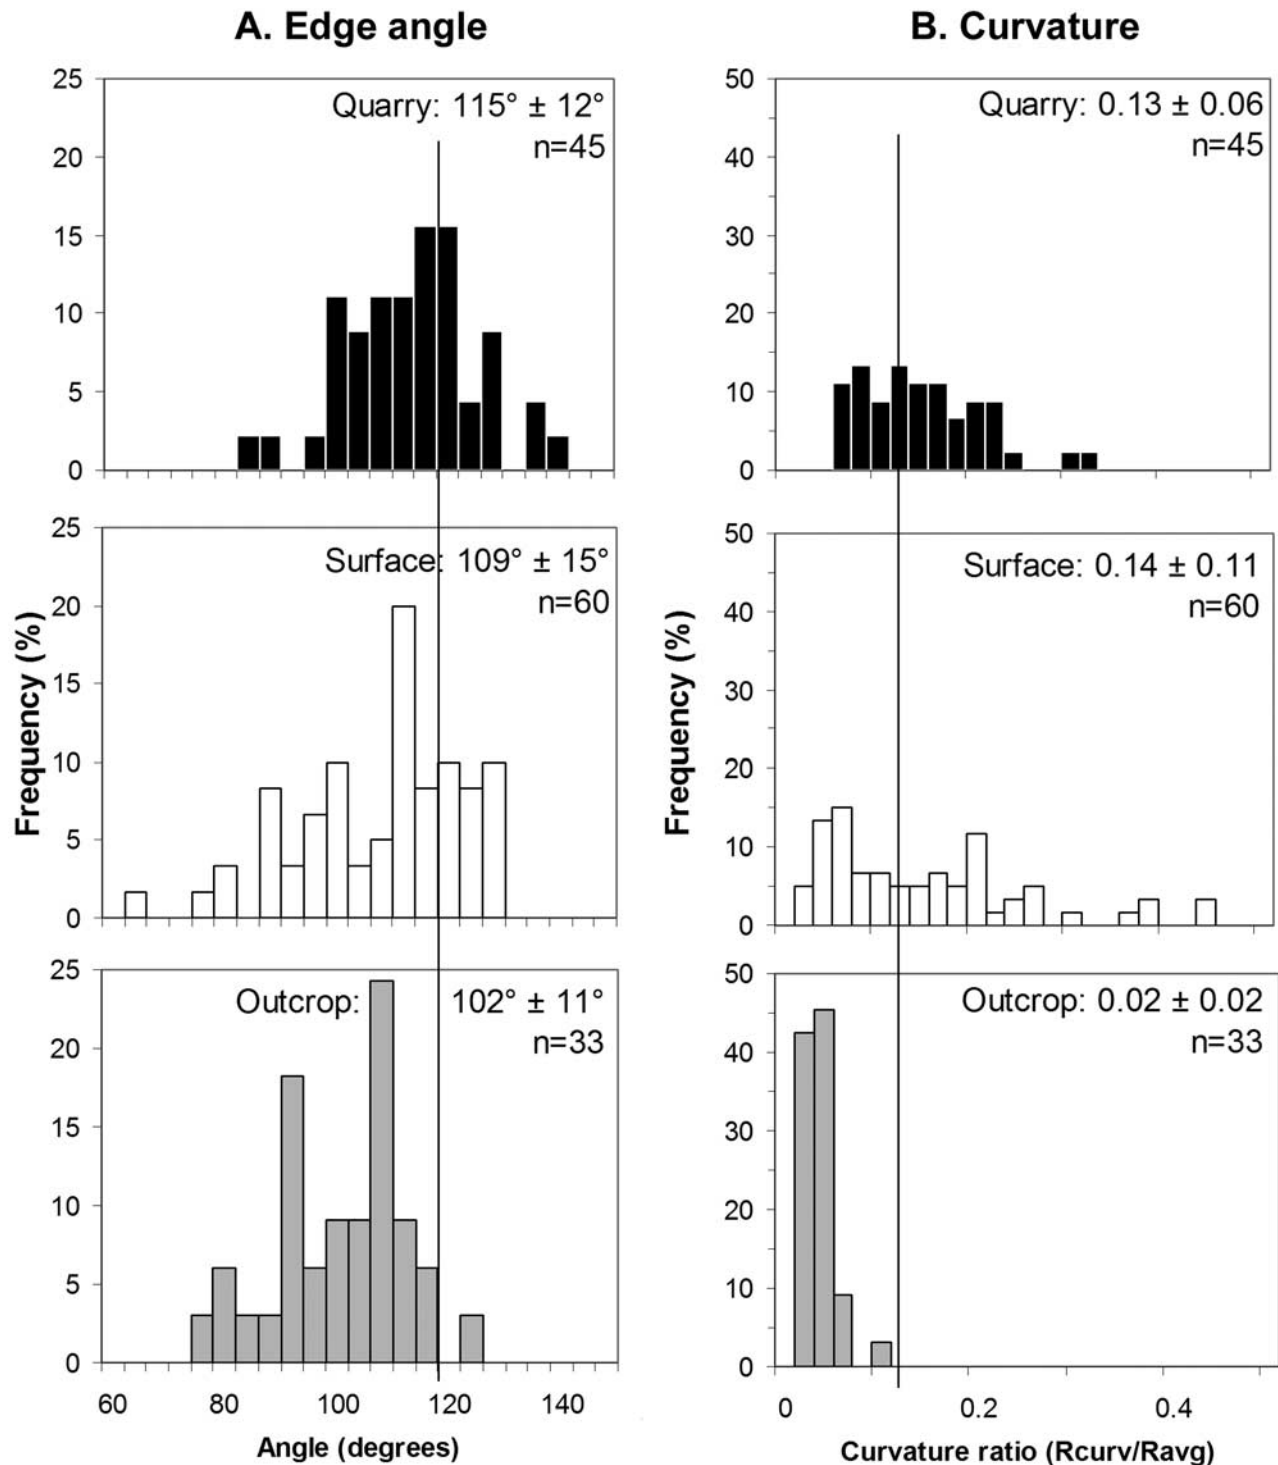 A. Edge angle
25
20
15
10
5
0
Quarry: 115° ± 12°
n=45
25
20
15
10
5
0
Surface: 109° ± 15°
n=60
Frequency (%)
25
20
15
10
5
0
Outcrop: 102° ± 11°
n=33
60 80 100 120 140
Angle (degrees)
B. Curvature
50
40
30
20
10
0
Quarry: 0.13 ± 0.06
n=45
50
40
30
20
10
0
Surface: 0.14 ± 0.11
n=60
Frequency (%)
50
40
30
20
10
0
Outcrop: 0.02 ± 0.02
n=33
0 0.2 0.4
Curvature ratio (Rcurv/Ravg)